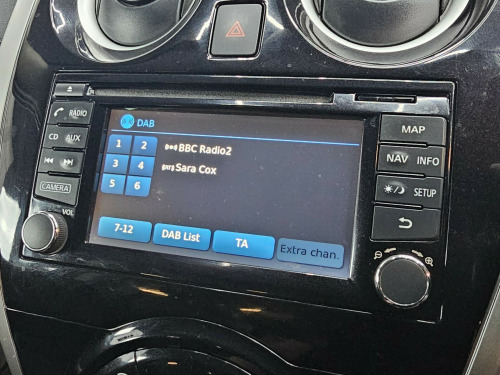 RADIO
CD AUX
CAMERA
VOL
DAB
1 2
3 4
5 6
BBC Radio2
Sara Cox
7-12
DAB List
TA
Extra chan.
MAP
NAV INFO
SETUP